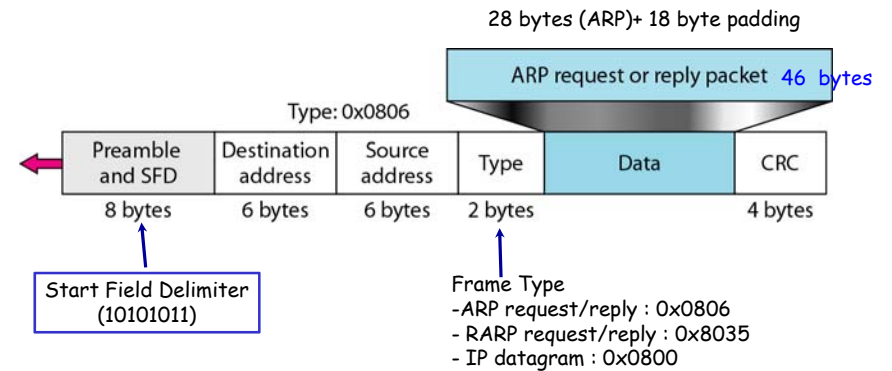 28 bytes (ARP)+ 18 byte padding
ARP request or reply packet 46 bytes
Type: 0x0806
Preamble and SFD
Destination address
Source address
Type
Data
CRC
8 bytes
6 bytes
6 bytes
2 bytes
4 bytes
Start Field Delimiter
(10101011)
Frame Type
-ARP request/reply : 0x0806
- RARP request/reply : 0x8035
- IP datagram : 0x0800